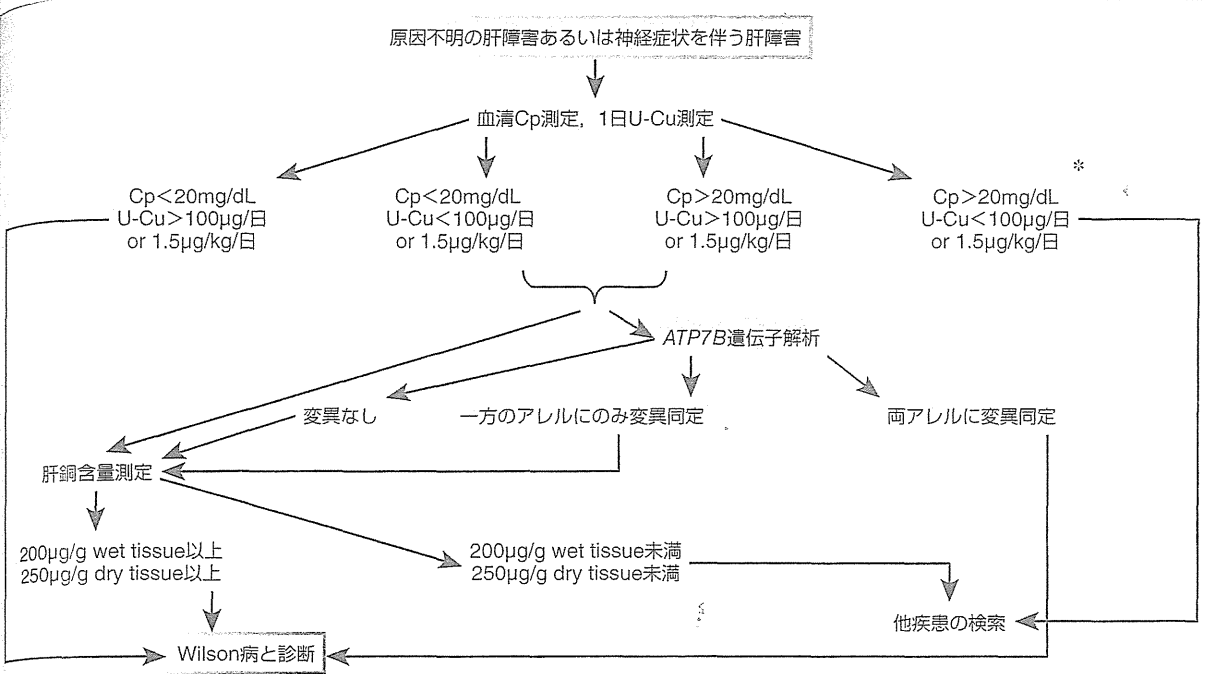 原因不明の肝障害あるいは神経症状を伴う肝障害
血清Cp測定，1日U-Cu測定
*
Cp＜20mg/dL
U-Cu＞100μg/日
or 1.5μg/kg/日
Cp＜20mg/dL
U-Cu＜100μg/日
or 1.5μg/kg/日
Cp＞20mg/dL
U-Cu＞100μg/日
or 1.5μg/kg/日
Cp＞20mg/dL
U-Cu＜100μg/日
or 1.5μg/kg/日
ATP7B遺伝子解析
変異なし
一方のアレルにのみ変異同定
両アレルに変異同定
肝銅含量測定
200μg/g wet tissue以上
250μg/g dry tissue以上
200μg/g wet tissue未満
250μg/g dry tissue未満
他疾患の検索
Wilson病と診断